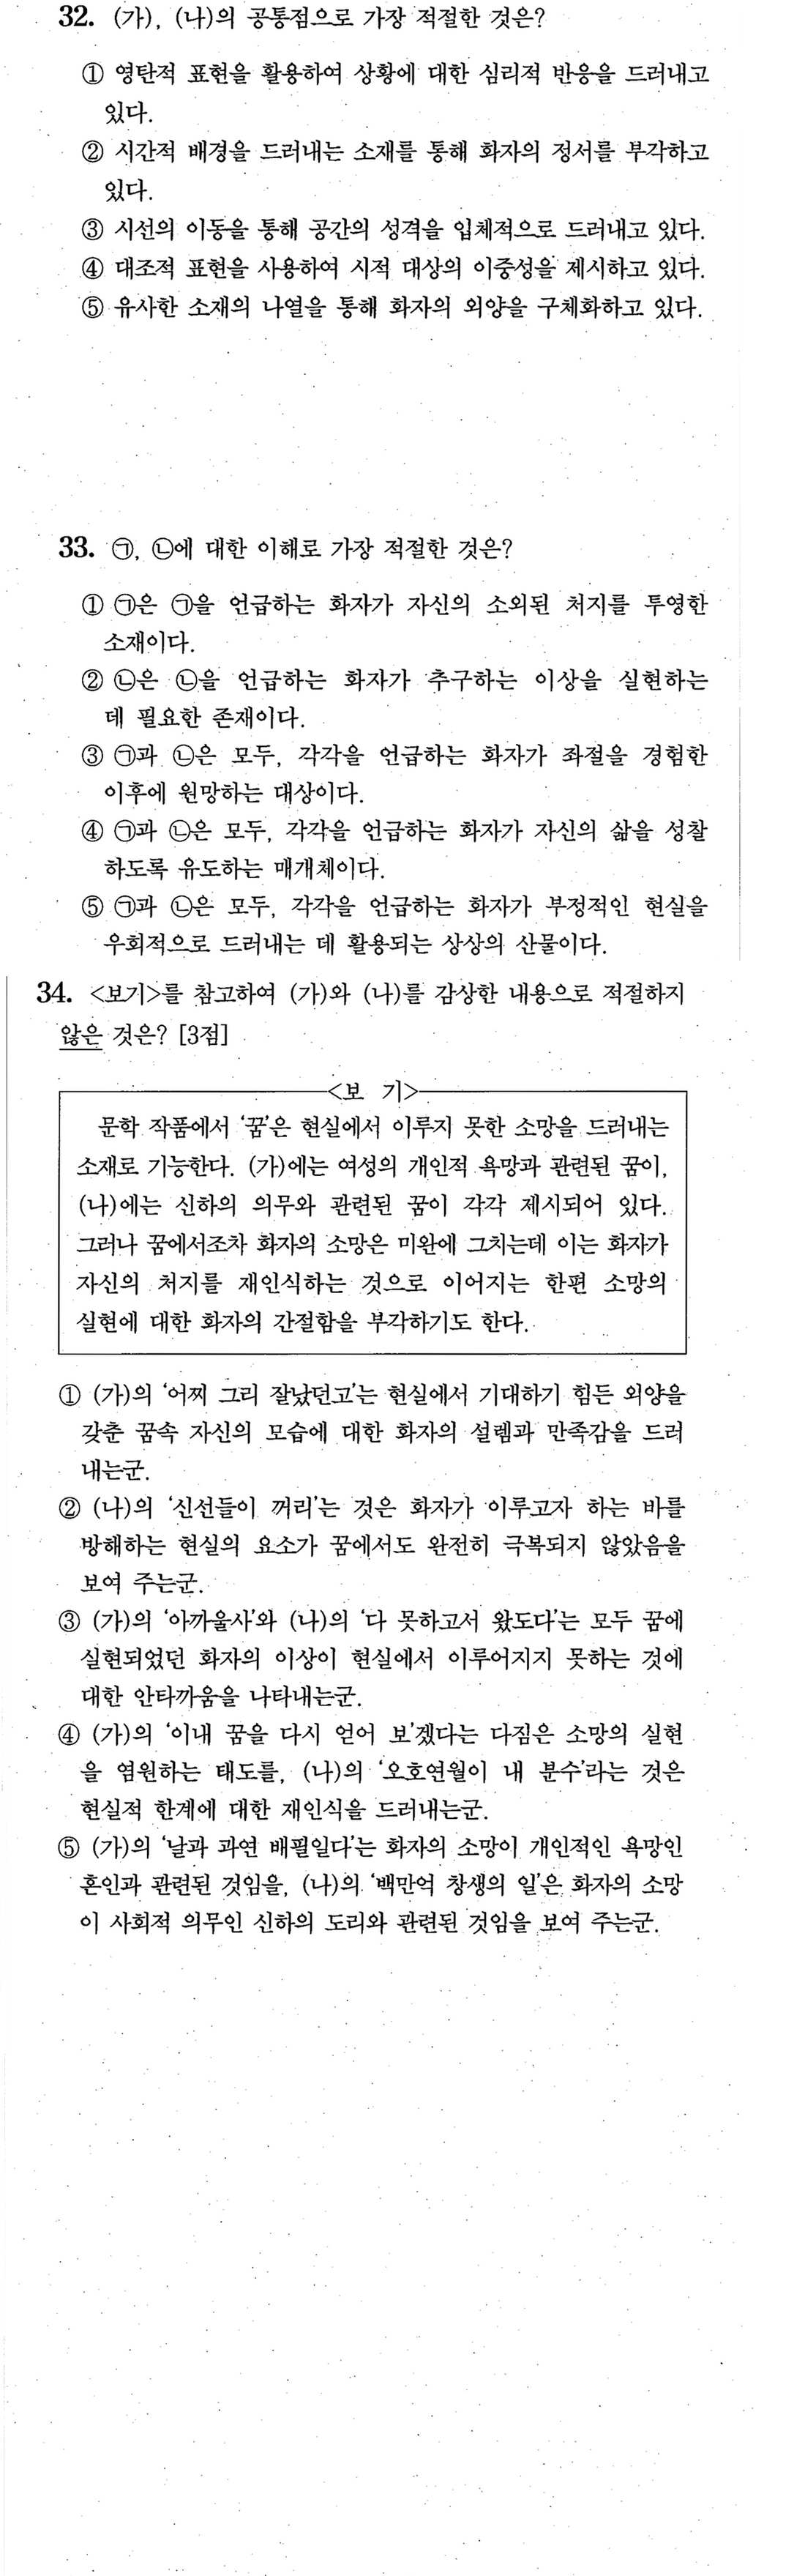 32. (가), (나)의 공통점으로 가장 적절한 것은?
① 영탄적 표현을 활용하여 상황에 대한 심리적 반응을 드러내고
있다.
② 시간적 배경을 드러내는 소재를 통해 화자의 정서를 부각하고
있다.
③ 시선의 이동을 통해 공간의 성격을 입체적으로 드러내고 있다.
④ 대조적 표현을 사용하여 시적 대상의 이중성을 제시하고 있다.
⑤ 유사한 소재의 나열을 통해 화자의 외양을 구체화하고 있다.
33. ㉠, ㉡에 대한 이해로 가장 적절한 것은?
① ㉠은 ㉠을 언급하는 화자가 자신의 소외된 처지를 투영한
소재이다.
② ㉡은 ㉡을 언급하는 화자가 추구하는 이상을 실현하는
데 필요한 존재이다.
③ ㉠과 ㉡은 모두, 각각을 언급하는 화자가 좌절을 경험한
이후에 원망하는 대상이다.
④ ㉠과 ㉡은 모두, 각각을 언급하는 화자가 자신의 삶을 성찰
하도록 유도하는 매개체이다.
⑤ ㉠과 ㉡은 모두, 각각을 언급하는 화자가 부정적인 현실을
우회적으로 드러내는 데 활용되는 상상의 산물이다.
34. <보기>를 참고하여 (가)와 (나)를 감상한 내용으로 적절하지
않은 것은? [3점]
<보 기>
문학 작품에서 ‘꿈’은 현실에서 이루지 못한 소망을 드러내는
소재로 기능한다. (가)에는 여성의 개인적 욕망과 관련된 꿈이,
(나)에는 신하의 의무와 관련된 꿈이 각각 제시되어 있다.
그러나 꿈에서조차 화자의 소망은 미완에 그치는데 이는 화자가
자신의 처지를 재인식하는 것으로 이어지는 한편 소망의
실현에 대한 화자의 간절함을 부각하기도 한다.
① (가)의 ‘어찌 그리 잘났던고’는 현실에서 기대하기 힘든 외양을
갖춘 꿈속 자신의 모습에 대한 화자의 설렘과 만족감을 드러
내는군.
② (나)의 ‘신선들이 꺼리’는 것은 화자가 이루고자 하는 바를
방해하는 현실의 요소가 꿈에서도 완전히 극복되지 않았음을
보여 주는군.
③ (가)의 ‘아까울사’와 (나)의 ‘다 못하고서 왔도다’는 모두 꿈에
실현되었던 화자의 이상이 현실에서 이루어지지 못하는 것에
대한 안타까움을 나타내는군.
④ (가)의 ‘이내 꿈을 다시 얻어 보’겠다는 다짐은 소망의 실현
을 염원하는 태도를, (나)의 ‘오호연월이 내 분수’라는 것은
현실적 한계에 대한 재인식을 드러내는군.
⑤ (가)의 ‘날과 과연 배필일다’는 화자의 소망이 개인적인 욕망인
혼인과 관련된 것임을, (나)의 ‘백만억 창생의 일’은 화자의 소망
이 사회적 의무인 신하의 도리와 관련된 것임을 보여 주는군.